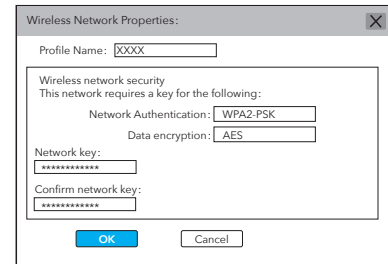 Wireless Network Properties:
Profile Name: XXXX
Wireless network security
This network requires a key for the following:
Network Authentication: WPA2-PSK
Data encryption: AES
Network key:
************
Confirm network key:
************
OK Cancel